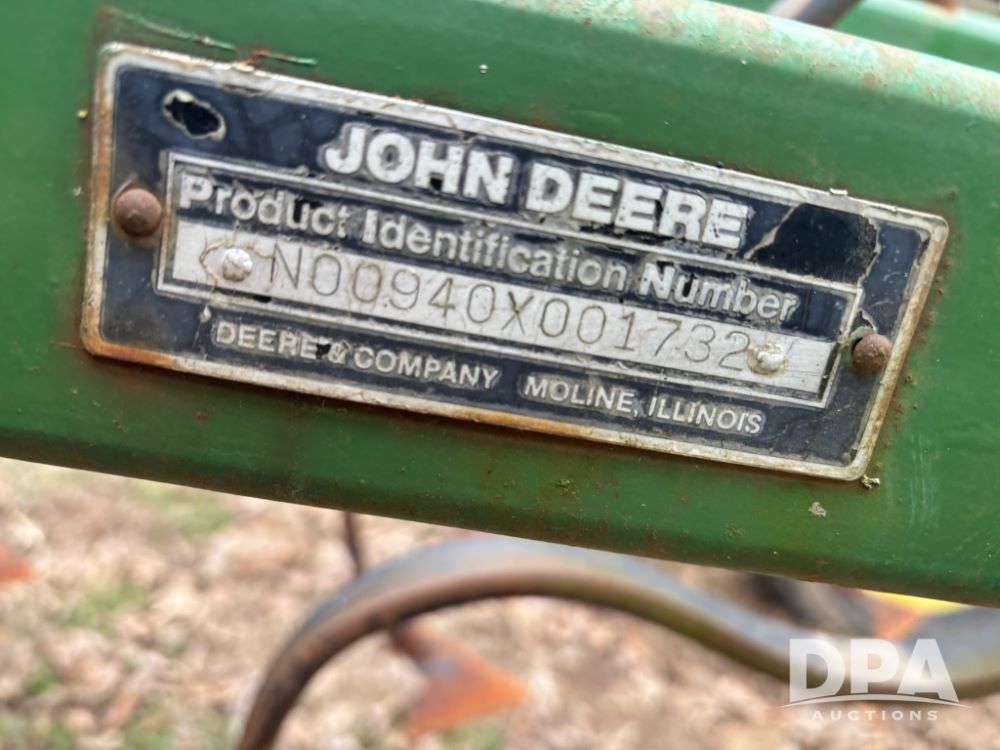 JOHN DEERE
Product Identification Number
N00940X001732
DEERE & COMPANY MOLINE, ILLINOIS
DPA
AUCTIONS